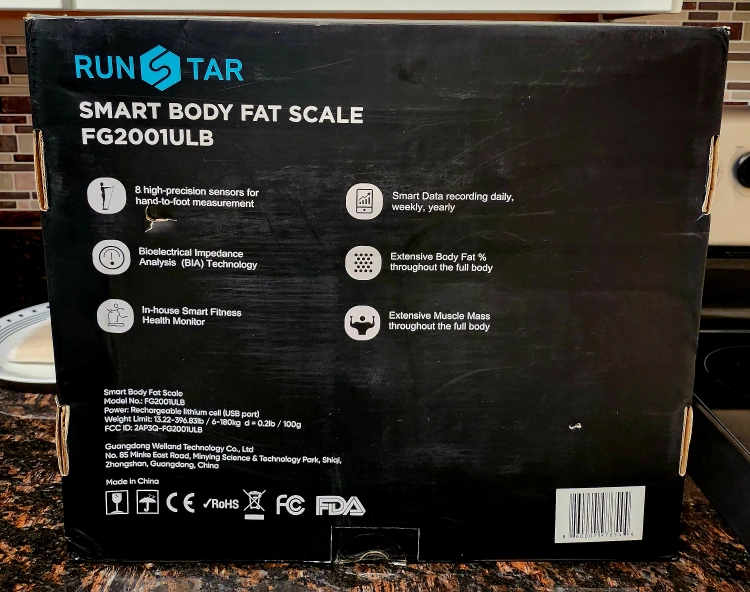 RUNSTAR
SMART BODY FAT SCALE
FG2001ULB
8 high-precision sensors for
hand-to-foot measurement
Smart Data recording daily,
weekly, yearly
Bioelectrical Impedance
Analysis (BIA) Technology
Extensive Body Fat %
throughout the full body
In-house Smart Fitness
Health Monitor
Extensive Muscle Mass
throughout the full body
Smart Body Fat Scale
Model No.: FG2001ULB
Power: Rechargeable lithium cell (USB port)
Weight Limit: 13.22-396.83lb / 6-180kg d = 0.2lb / 100g
FCC ID: 2AP3Q-FG2001ULB
Guangdong Welland Technology Co., Ltd
No. 85 Minke East Road, Minying Science & Technology Park, Shiqi,
Zhongshan, Guangdong, China
Made in China
CE ✓RoHS FC FDA